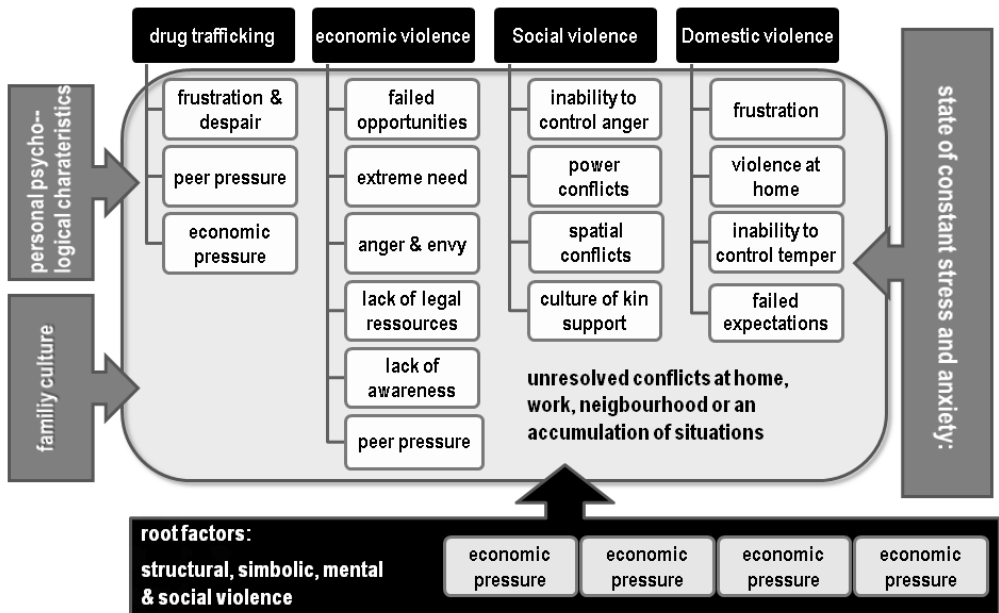 drug trafficking
economic violence
Social violence
Domestic violence
personal psycho--
logical charateristics
familiy culture
frustration &
despair
peer pressure
economic
pressure
failed
opportunities
extreme need
anger & envy
lack of legal
ressources
lack of
awareness
peer pressure
inability to
control anger
power
conflicts
spatial
conflicts
culture of kin
support
frustration
violence at
home
inability to
control temper
failed
expectations
unresolved conflicts at home,
work, neigbourhood or an
accumulation of situations
state of constant stress and anxiety:
root factors:
structural, simbolic, mental
& social violence
economic
pressure
economic
pressure
economic
pressure
economic
pressure